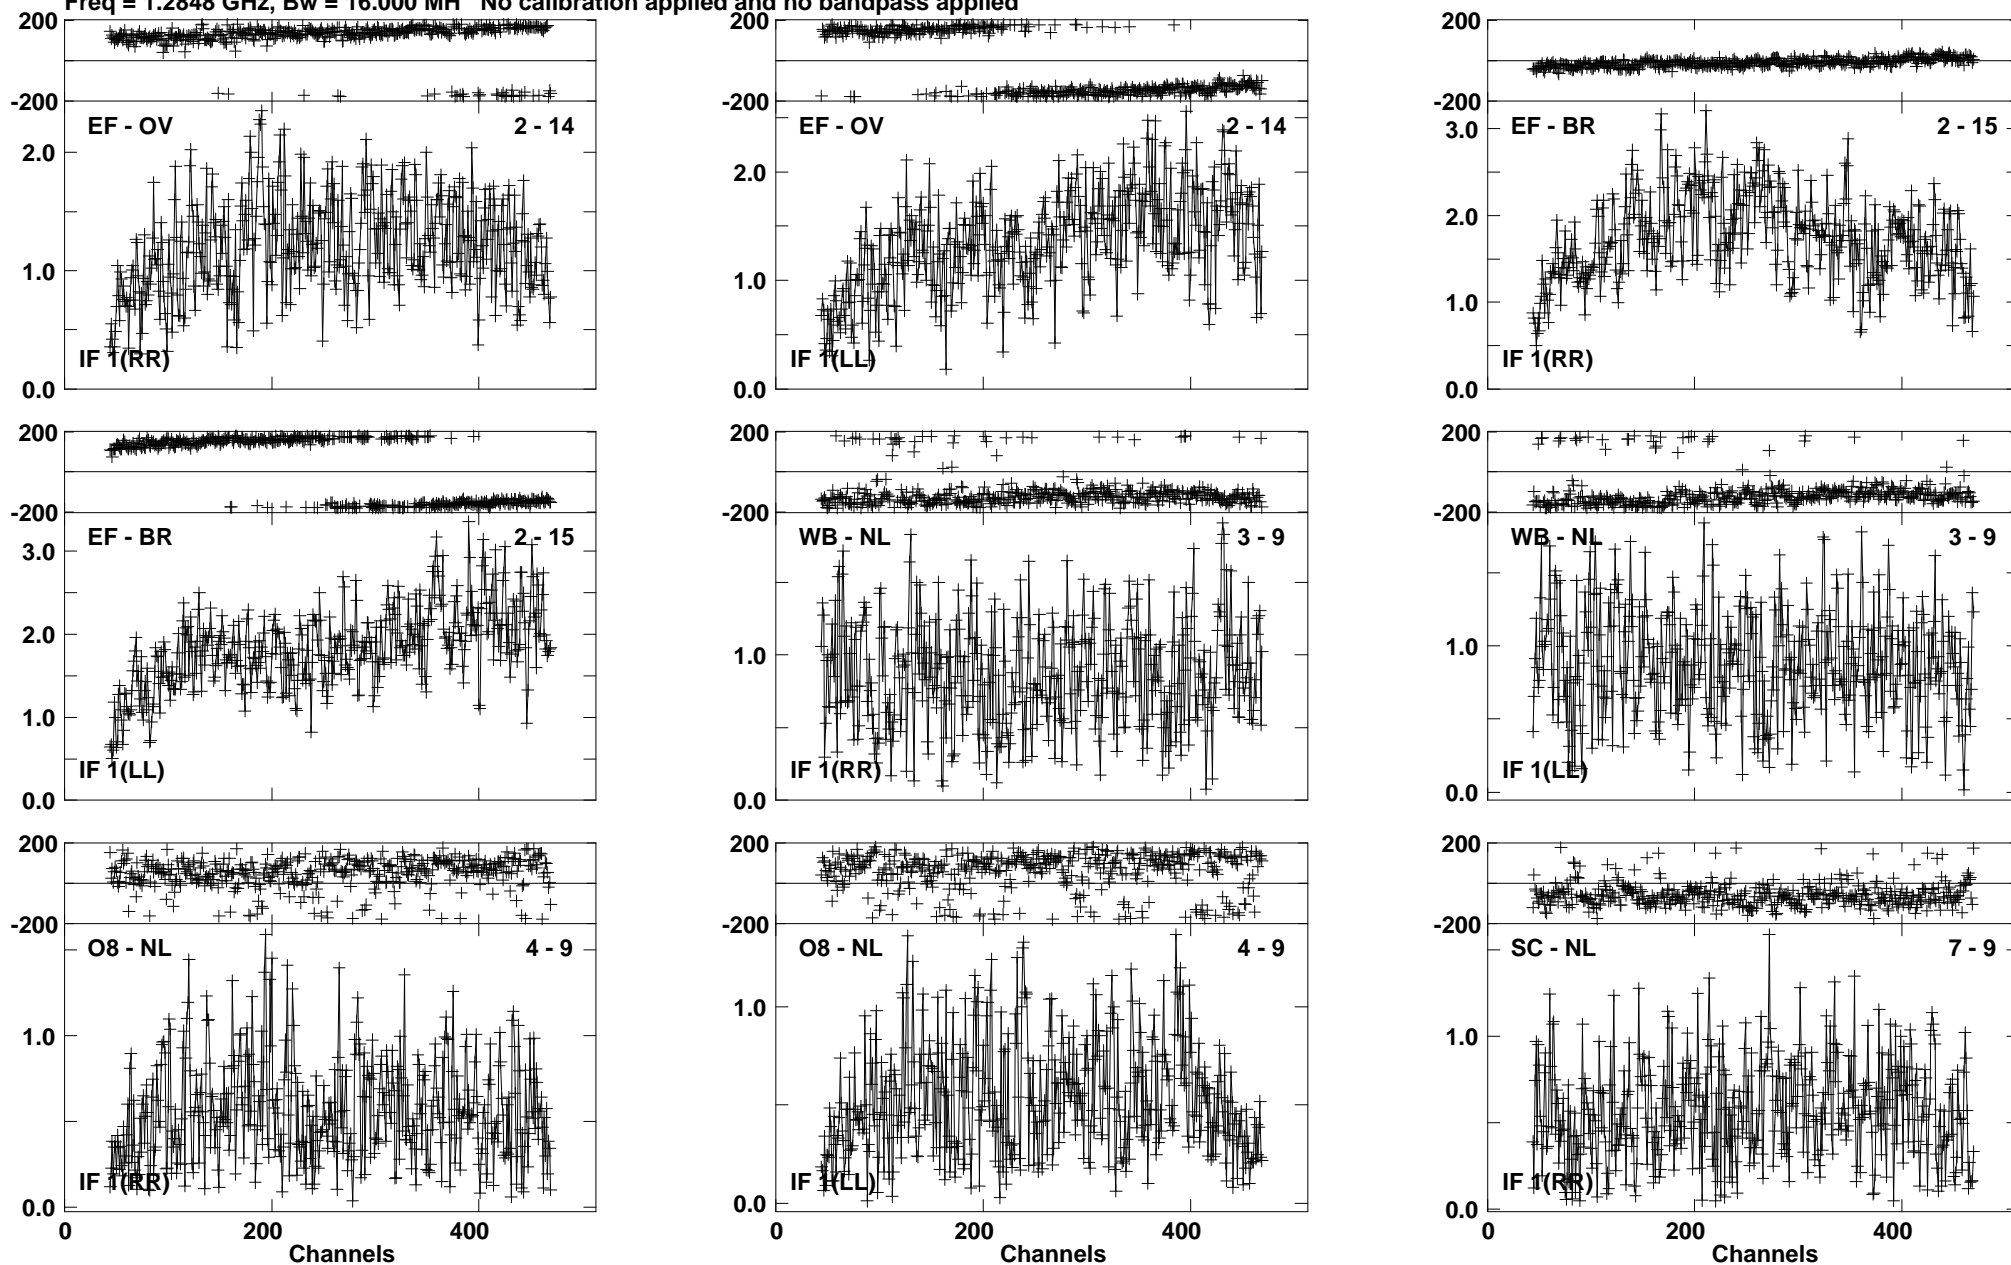 Freq = 1.2848 GHz, Bw = 16.000 MH No calibration applied and no bandpass applied
200
-200
EF - OV 2 - 14
2.0
1.0
IF 1(RR)
0.0
200
-200
EF - OV 2 - 14
2.0
1.0
IF 1(LL)
0.0
200
-200
EF - BR 2 - 15
3.0
2.0
1.0
IF 1(RR)
0.0
200
-200
EF - BR 2 - 15
3.0
2.0
1.0
IF 1(LL)
0.0
200
-200
WB - NL 3 - 9
1.0
IF 1(RR)
0.0
200
-200
WB - NL 3 - 9
1.0
IF 1(LL)
0.0
200
-200
O8 - NL 4 - 9
1.0
IF 1(RR)
0.0
0 200 400
Channels
200
-200
O8 - NL 4 - 9
1.0
IF 1(LL)
0.0
0 200 400
Channels
200
-200
SC - NL 7 - 9
1.0
IF 1(RR)
0.0
0 200 400
Channels